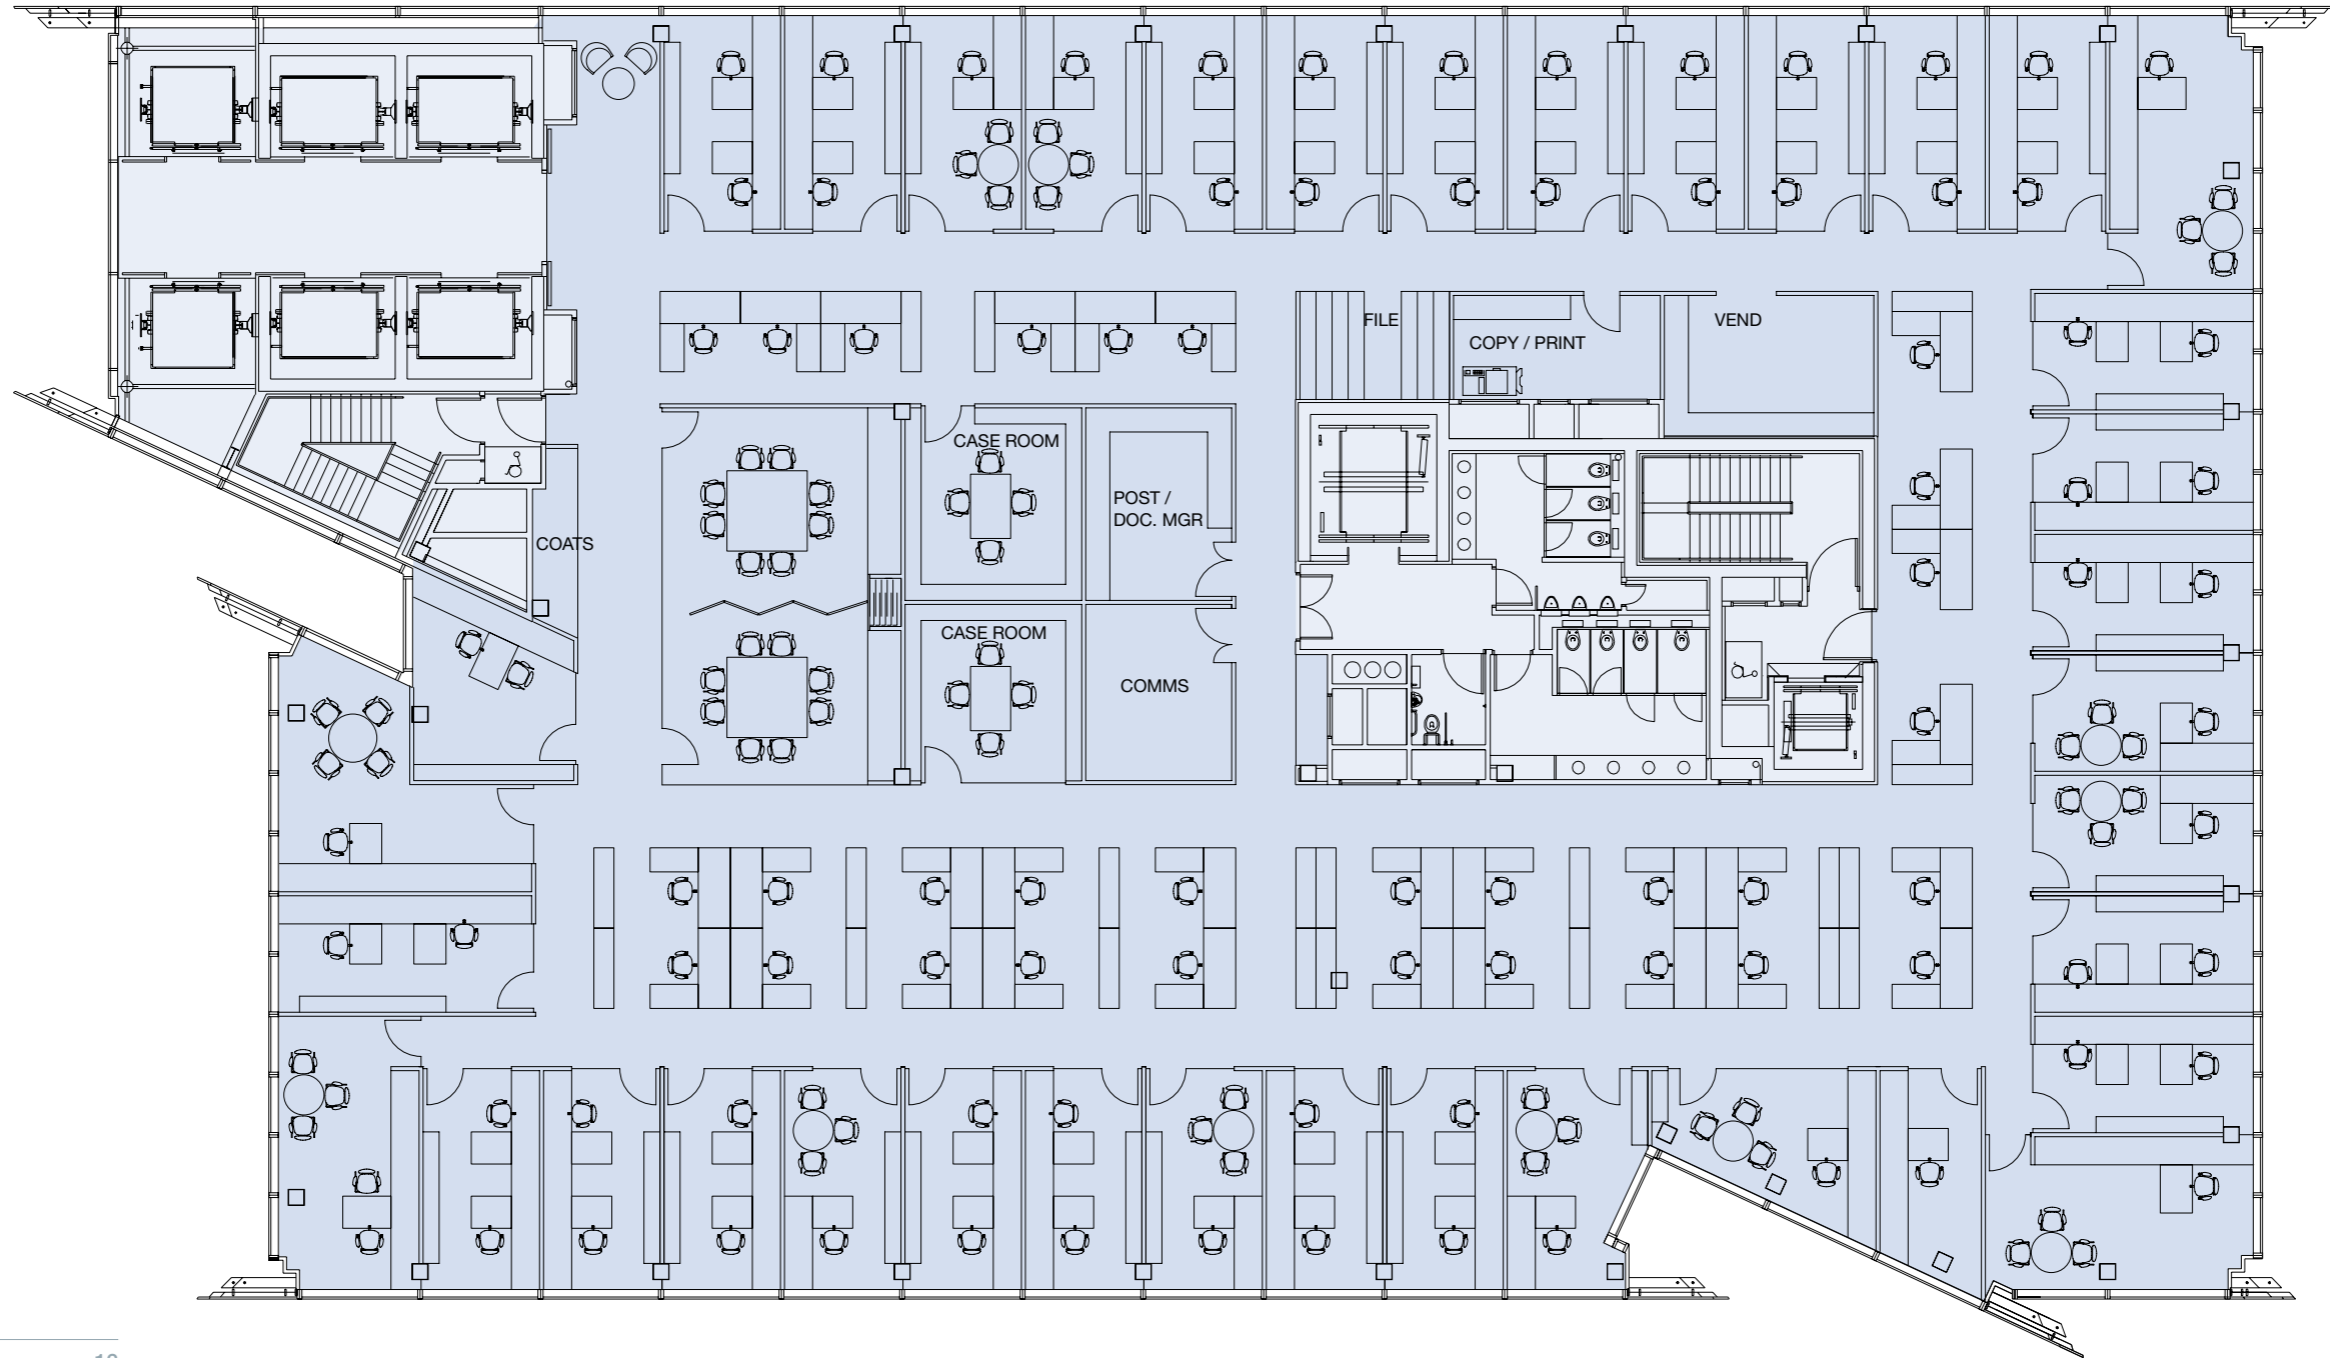 FILE
COPY / PRINT
VEND
CASE ROOM
POST /
DOC. MGR
COATS
CASE ROOM
COMMS